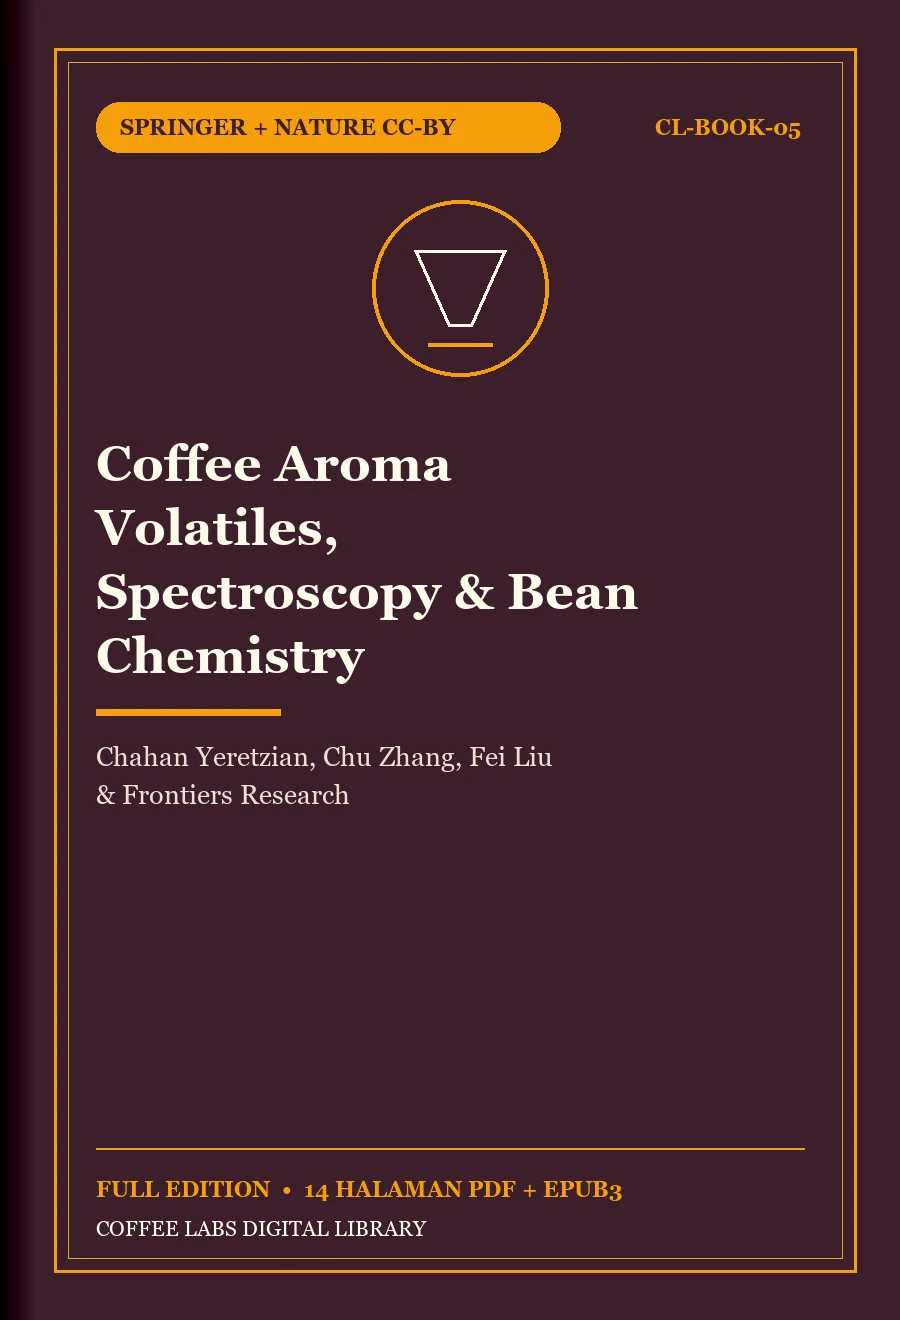 SPRINGER + NATURE CC-BY
CL-BOOK-05
Coffee Aroma
Volatiles,
Spectroscopy & Bean
Chemistry
Chahan Yeretzian, Chu Zhang, Fei Liu
& Frontiers Research
FULL EDITION • 14 HALAMAN PDF + EPUB3
COFFEE LABS DIGITAL LIBRARY